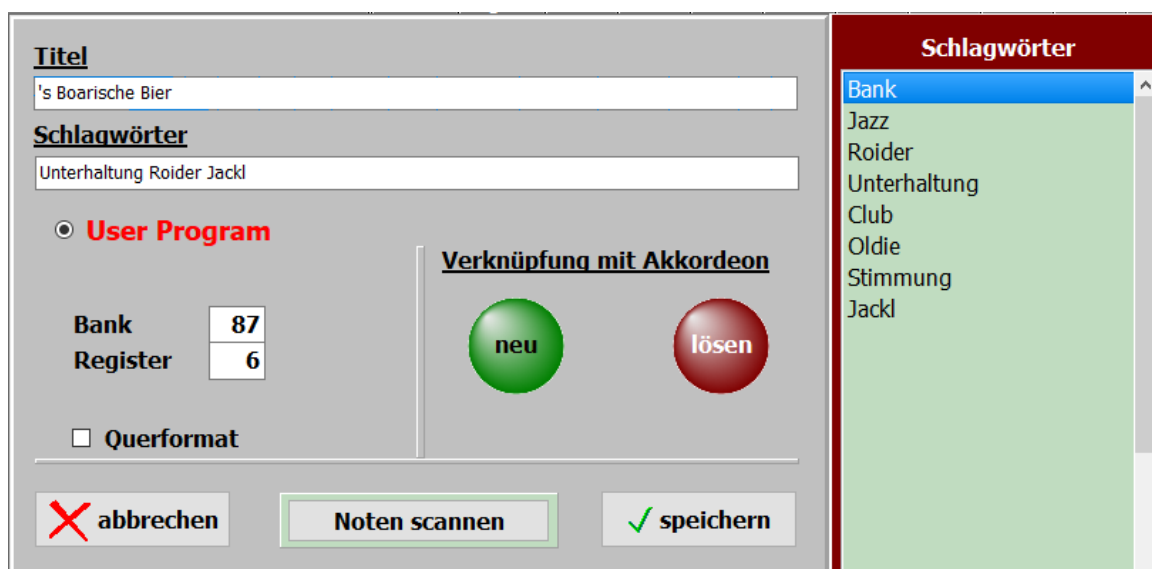 Titel
's Boarische Bier
Schlagwörter
Unterhaltung Roider Jackl
User Program
Verknüpfung mit Akkordeon
Bank 87
Register 6
neu
lösen
Querformat
abbrechen
Noten scannen
speichern
Schlagwörter
Bank
Jazz
Roider
Unterhaltung
Club
Oldie
Stimmung
Jackl